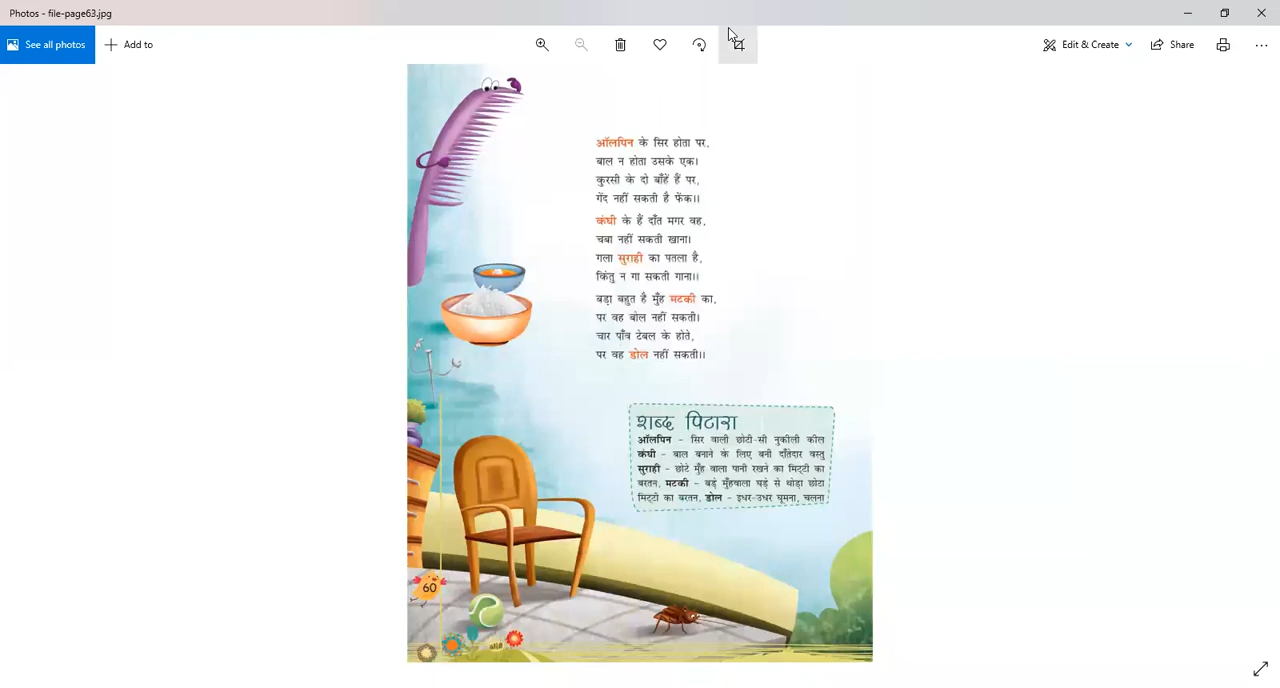 Photos - file-page63.jpg
See all photos
Add to
Edit & Create
Share
ऑलपिन के सिर होता पर,
बाल न होता उसके एक।
कुरसी के दो बाँहें हैं पर,
गेंद नहीं सकती है फेंक।।
कंघी के हैं दाँत मगर वह,
चबा नहीं सकती खाना।
गला सुराही का पतला है,
किंतु न गा सकती गाना।।
बड़ा बहुत है मुँह मटकी का,
पर वह बोल नहीं सकती।
चार पाँव टेबल के होते,
पर वह डोल नहीं सकती।।
शब्द पिटारा
ऑलपिन - सिर वाली छोटी-सी नुकीली कील
कंघी - बाल बनाने के लिए बनी दाँतेदार वस्तु
सुराही - छोटे मुँह वाला पानी रखने का मिट्टी का
बरतन, मटकी - बड़े मुँहवाला घड़े से थोड़ा छोटा
मिट्टी का बरतन, डोल - इधर-उधर घूमना, चलना
60